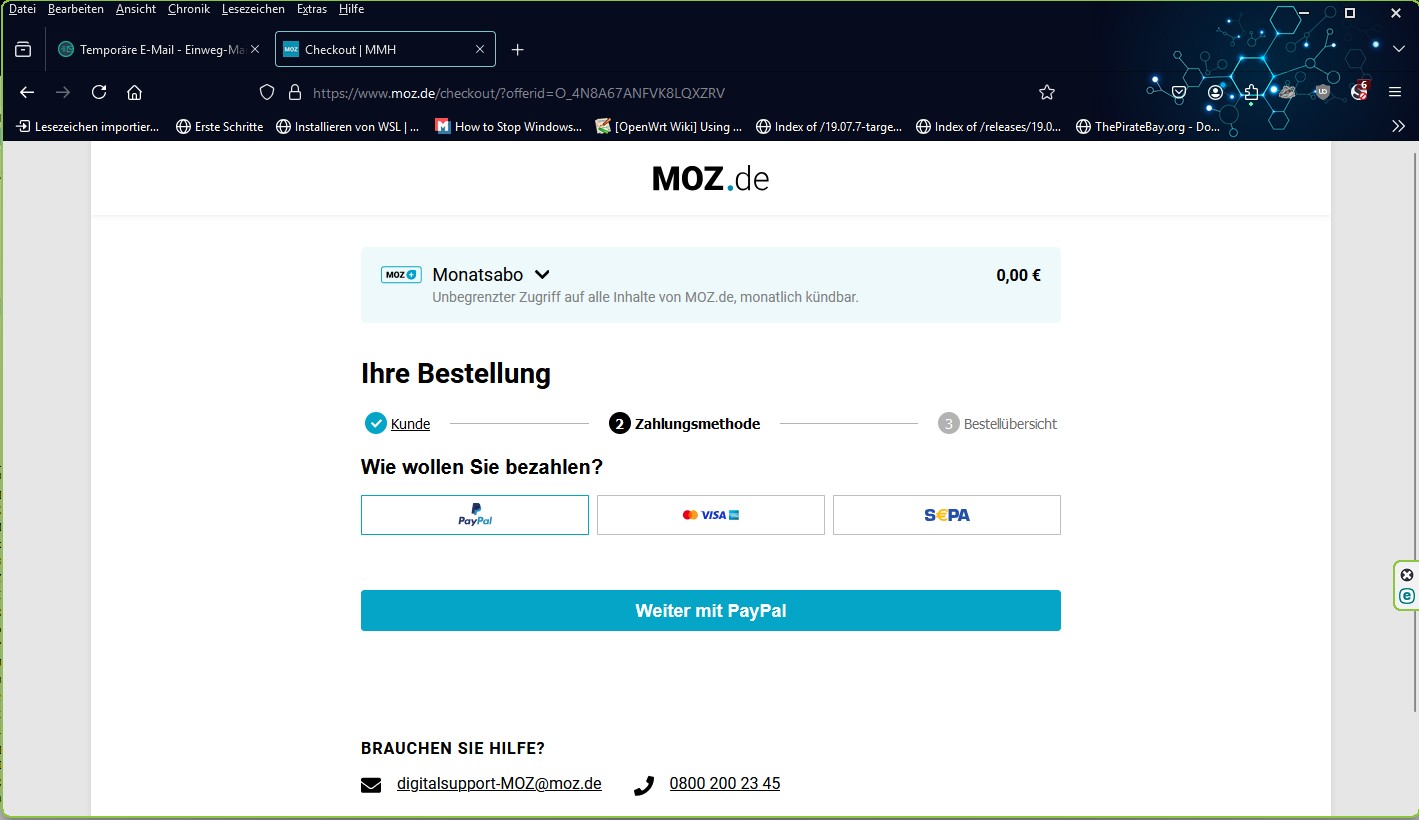 Datei Bearbeiten Ansicht Chronik Lesezeichen Extras Hilfe
Temporäre E-Mail - Einweg-Ma
MOZ Checkout | MMH
https://www.moz.de/checkout/?offerid=O_4N8A67ANFVK8LQXZRV
6
Lesezeichen importier... Erste Schritte Installieren von WSL | ... How to Stop Windows... [OpenWrt Wiki] Using ... Index of /19.07.7-targe... Index of /releases/19.0... ThePirateBay.org - Do...
MOZ.de
MOZ+ Monatsabo 0,00 €
Unbegrenzter Zugriff auf alle Inhalte von MOZ.de, monatlich kündbar.
Ihre Bestellung
Kunde 2 Zahlungsmethode 3 Bestellübersicht
Wie wollen Sie bezahlen?
PayPal VISA S€PA
Weiter mit PayPal
BRAUCHEN SIE HILFE?
digitalsupport-MOZ@moz.de 0800 200 23 45